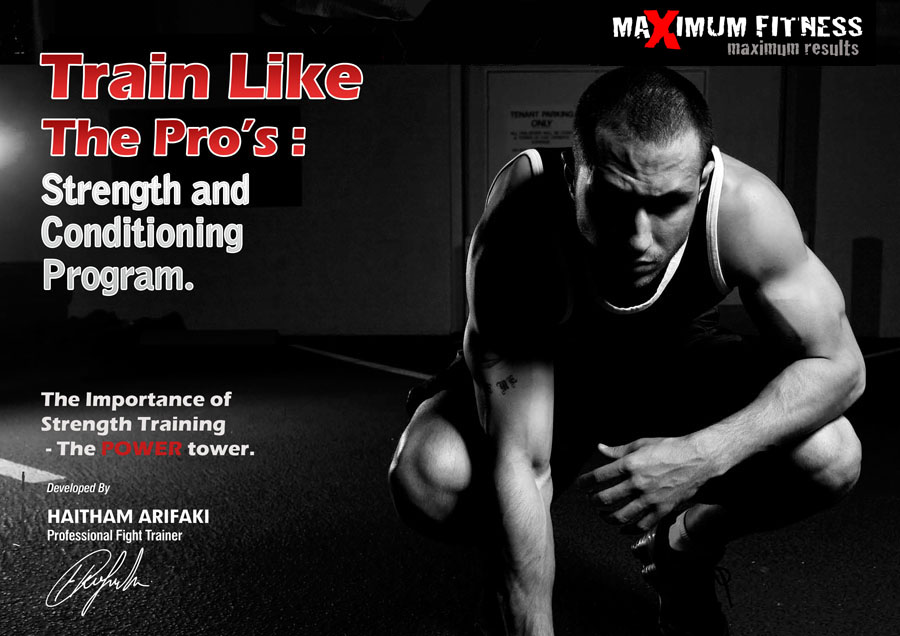 MAXIMUM FITNESS
maximum results
Train Like
The Pro's :
Strength and
Conditioning
Program.
TENANT PARKING
ONLY
The Importance of
Strength Training
- The POWER tower.
Developed By
HAITHAM ARIFAKI
Professional Fight Trainer